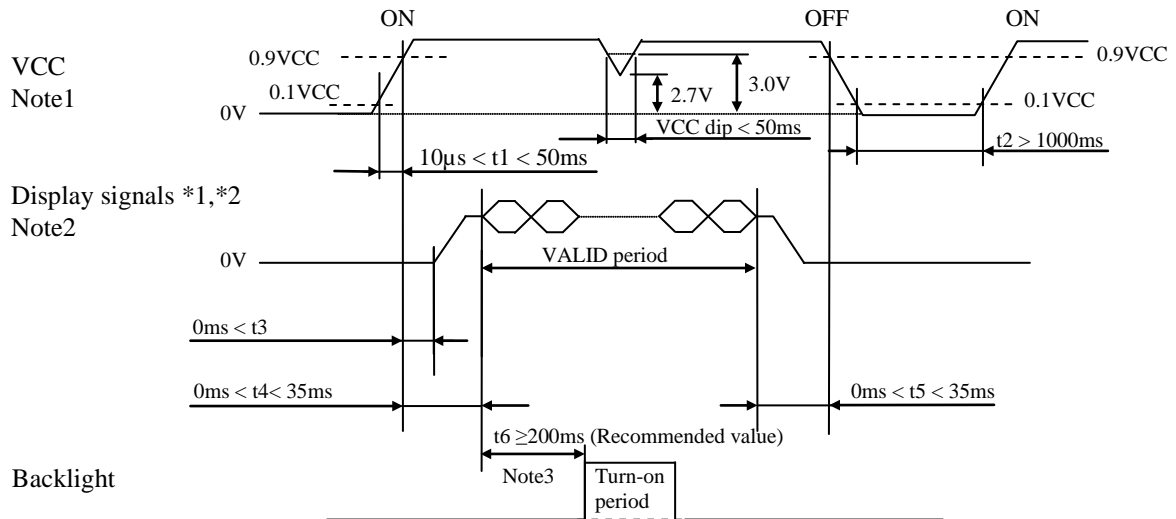 ON OFF ON
VCC
Note1
0.9VCC 0.9VCC
0.1VCC 0.1VCC
0V
2.7V
3.0V
VCC dip < 50ms
t2 > 1000ms
10µs < t1 < 50ms
Display signals *1,*2
Note2
0V
VALID period
0ms < t3
0ms < t4< 35ms
0ms < t5 < 35ms
t6 ≥200ms (Recommended value)
Backlight
Note3
Turn-on
period